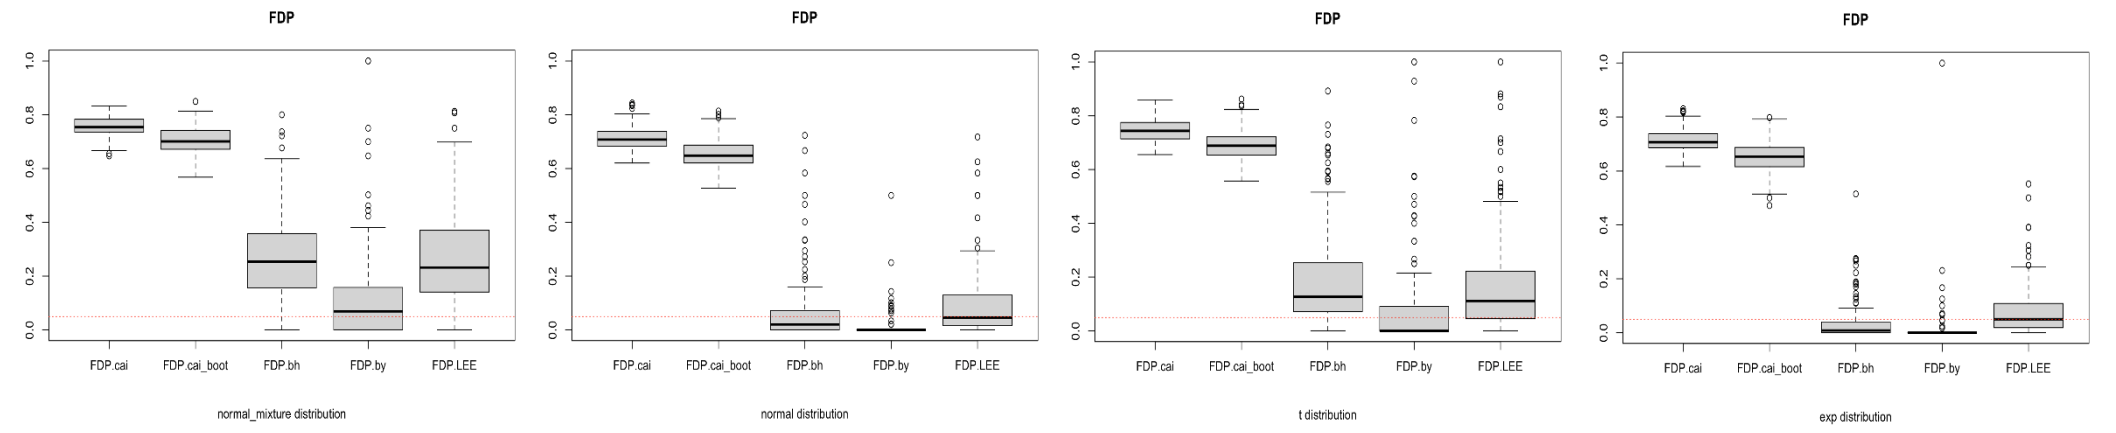 FDP
1.0
0.8
0.6
0.4
0.2
0.0
FDP.cai FDP.cai_boot FDP.bh FDP.by FDP.LEE
normal_mixture distribution
FDP
1.0
0.8
0.6
0.4
0.2
0.0
FDP.cai FDP.cai_boot FDP.bh FDP.by FDP.LEE
normal distribution
FDP
1.0
0.8
0.6
0.4
0.2
0.0
FDP.cai FDP.cai_boot FDP.bh FDP.by FDP.LEE
t distribution
FDP
1.0
0.8
0.6
0.4
0.2
0.0
FDP.cai FDP.cai_boot FDP.bh FDP.by FDP.LEE
exp distribution